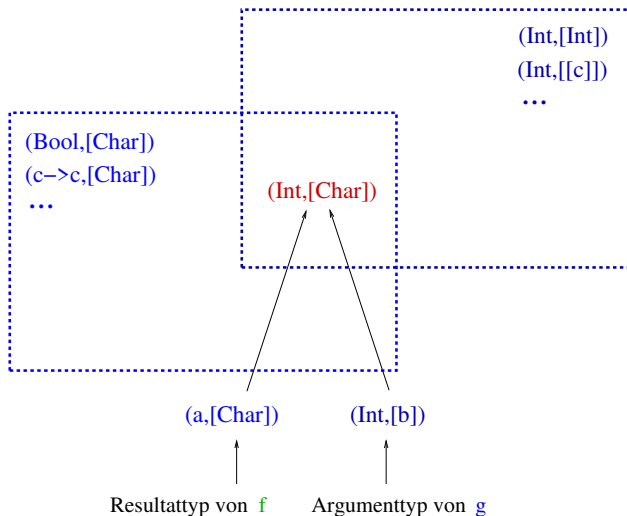 (Int,[Int])
(Int,[[c]])
...
(Bool,[Char])
(c->c,[Char])
...
(Int,[Char])
(a,[Char])
(Int,[b])
Resultattyp von f
Argumenttyp von g